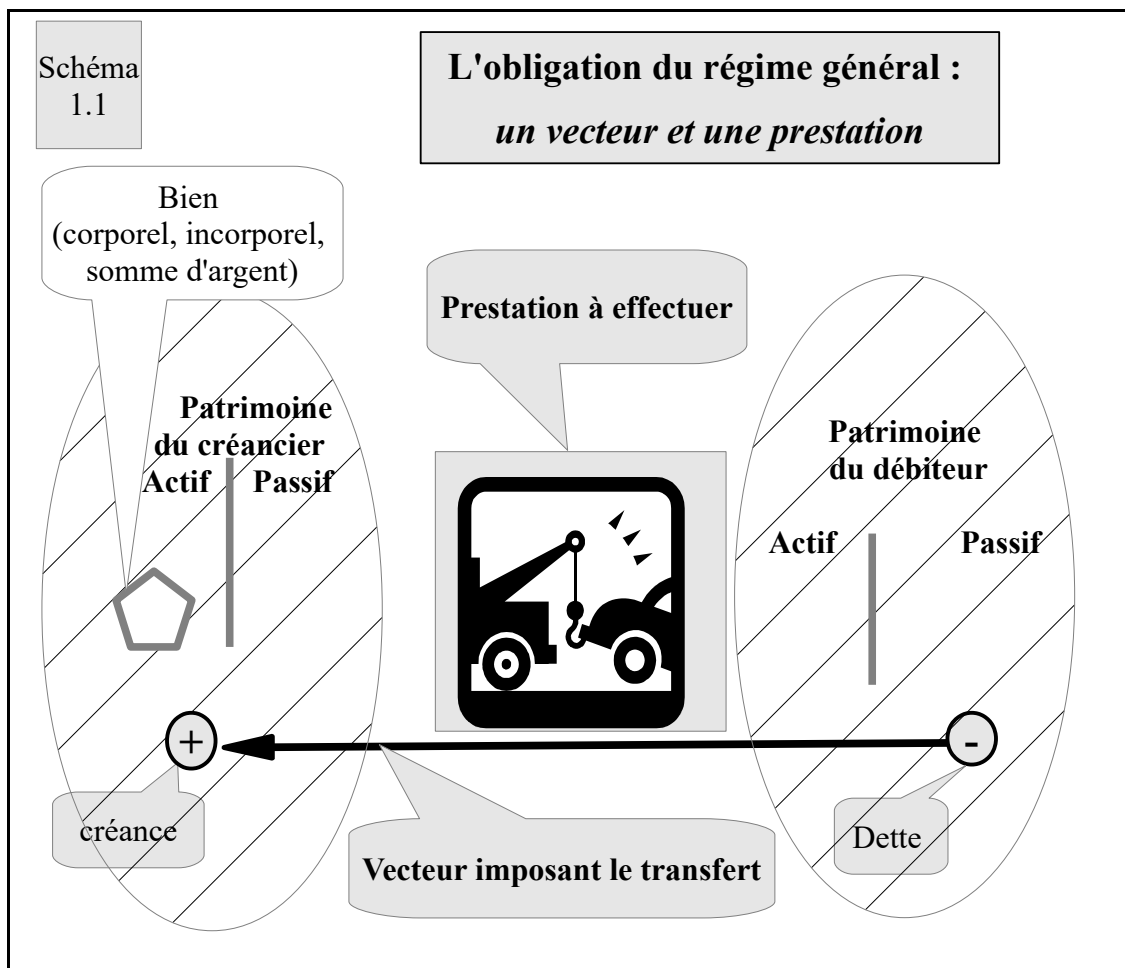 Schéma
1.1
L'obligation du régime général :
un vecteur et une prestation
Bien
(corporel, incorporel,
somme d'argent)
Prestation à effectuer
Patrimoine
du créancier
Actif Passif
Patrimoine
du débiteur
Actif Passif
+
-
créance
Vecteur imposant le transfert
Dette